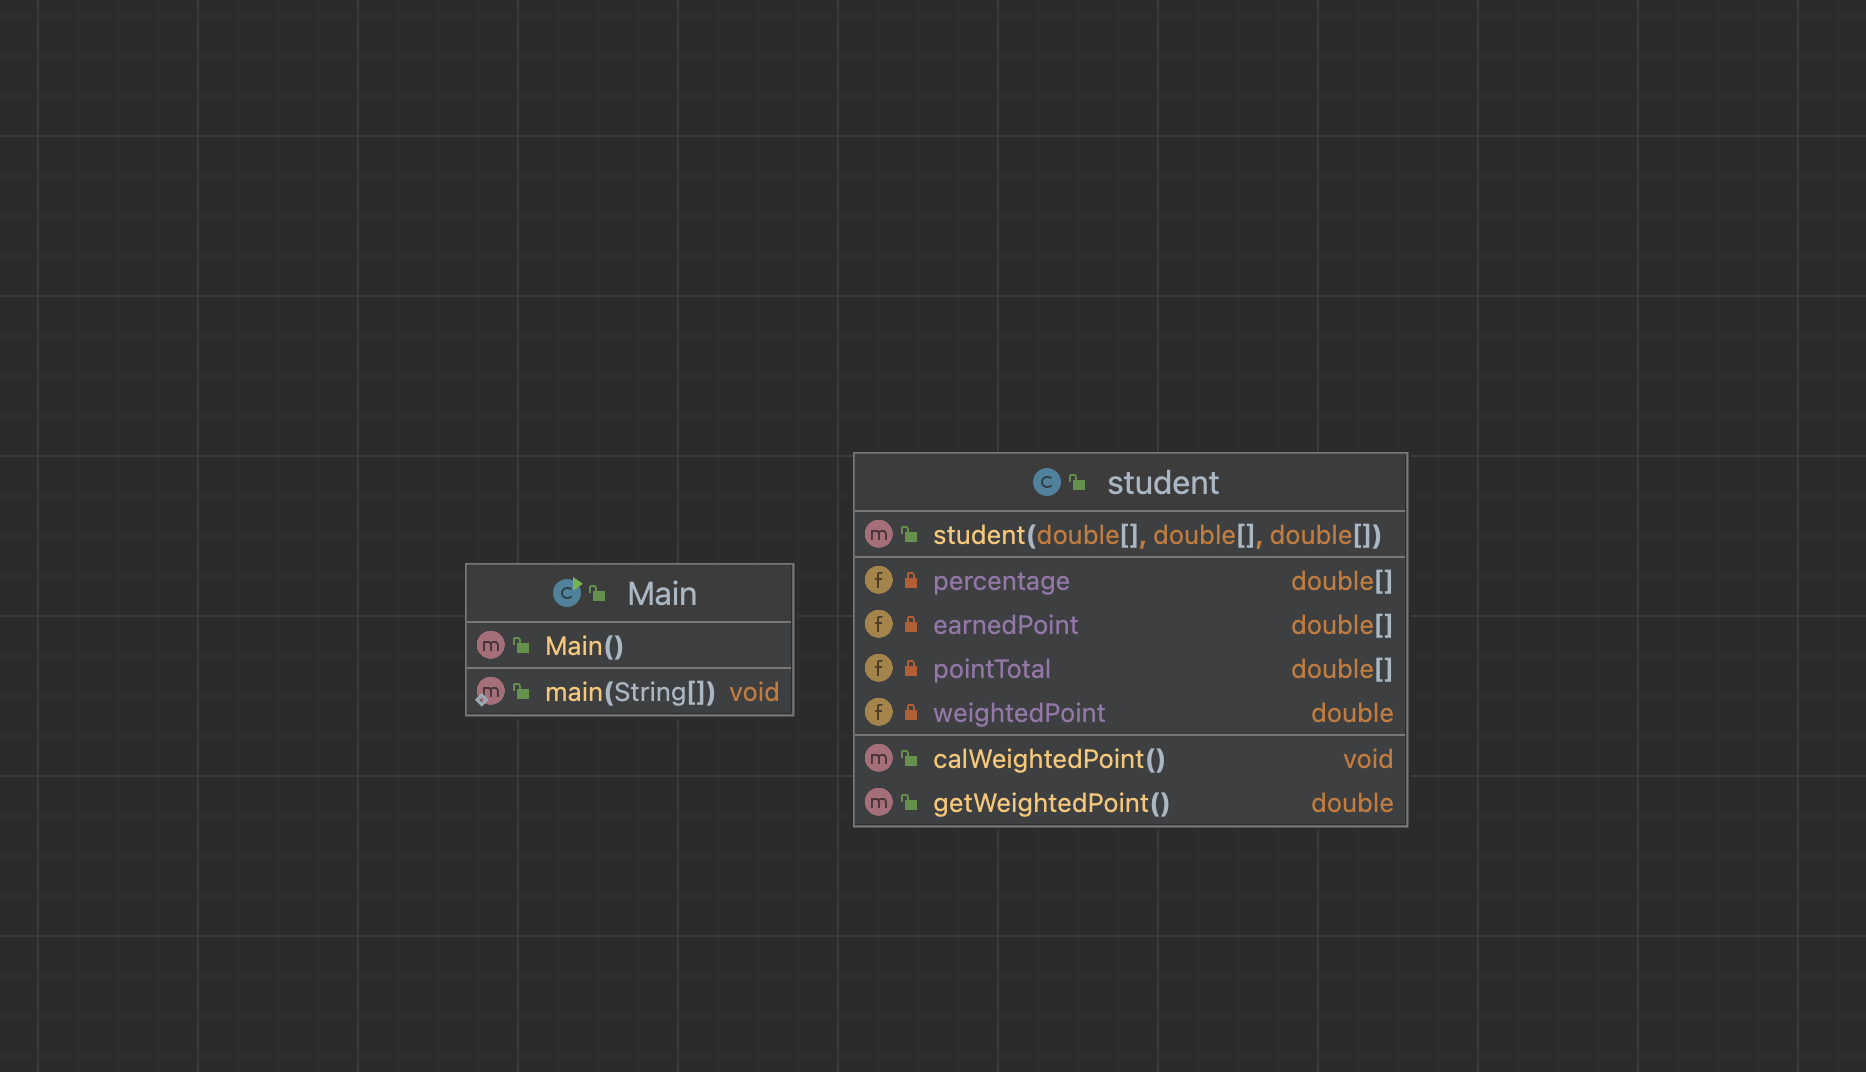 Main
Main()
main(String[]) void
student
student(double[], double[], double[])
percentage double[]
earnedPoint double[]
pointTotal double[]
weightedPoint double
calWeightedPoint() void
getWeightedPoint() double